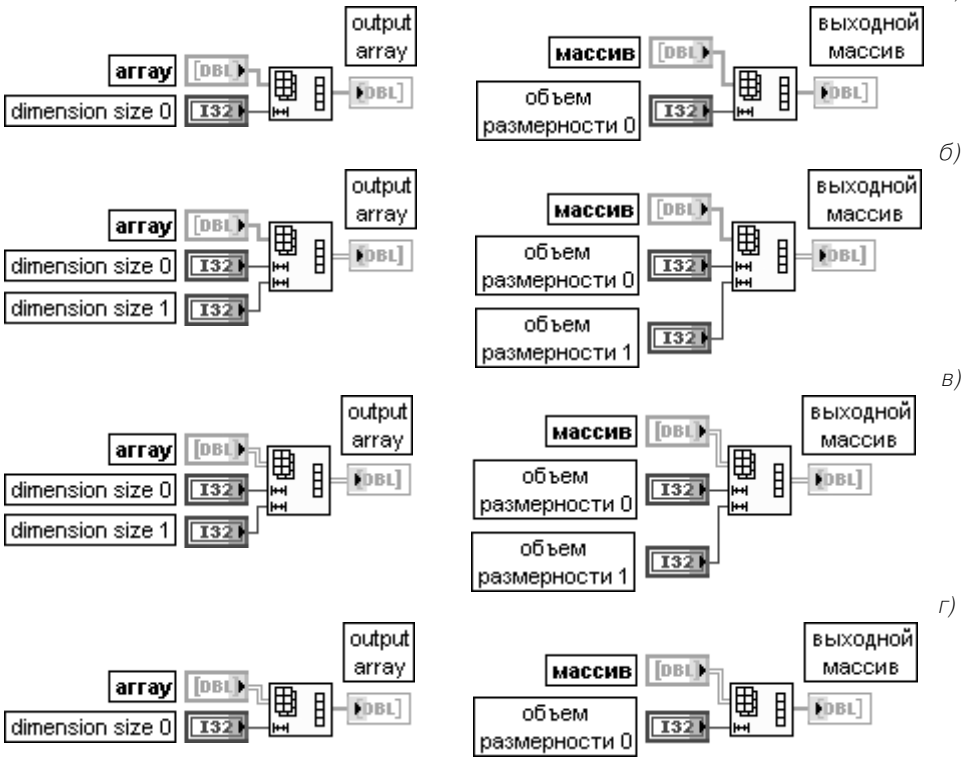 output
array
array
[DBL]
DBL]
dimension size 0
I32
выходной
массив
массив
[DBL]
DBL]
объем
размерности 0
I32
б)
output
array
array
[DBL]
DBL]
dimension size 0
I32
dimension size 1
I32
выходной
массив
массив
[DBL]
DBL]
объем
размерности 0
I32
объем
размерности 1
I32
в)
output
array
array
[DBL]
DBL]
dimension size 0
I32
dimension size 1
I32
выходной
массив
массив
[DBL]
DBL]
объем
размерности 0
I32
объем
размерности 1
I32
г)
output
array
array
[DBL]
DBL]
dimension size 0
I32
выходной
массив
массив
[DBL]
DBL]
объем
размерности 0
I32